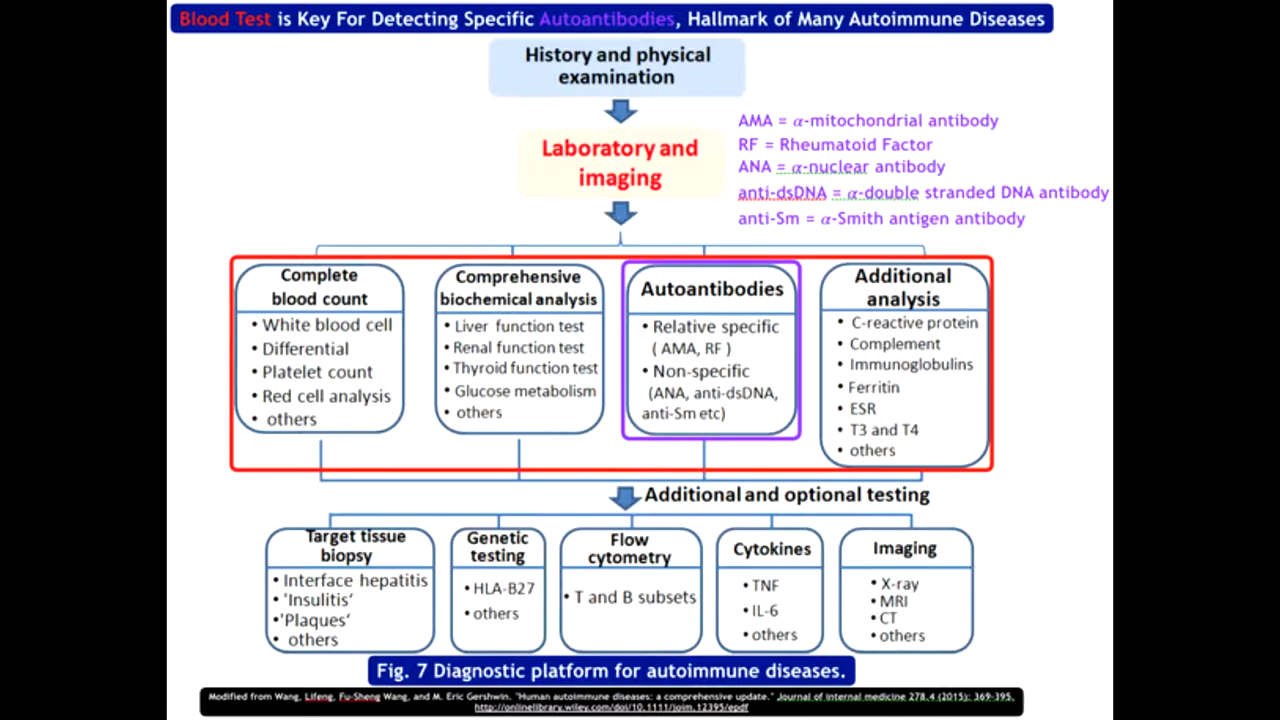 Blood Test is Key For Detecting Specific Autoantibodies, Hallmark of Many Autoimmune Diseases
History and physical
examination
Laboratory and
imaging
AMA = α-mitochondrial antibody
RF = Rheumatoid Factor
ANA = α-nuclear antibody
anti-dsDNA = α-double stranded DNA antibody
anti-Sm = α-Smith antigen antibody
Complete
blood count
• White blood cell
• Differential
• Platelet count
• Red cell analysis
• others
Comprehensive
biochemical analysis
• Liver function test
• Renal function test
• Thyroid function test
• Glucose metabolism
• others
Autoantibodies
• Relative specific
( AMA, RF )
• Non-specific
(ANA, anti-dsDNA,
anti-Sm etc)
Additional
analysis
• C-reactive protein
• Complement
• Immunoglobulins
• Ferritin
• ESR
• T3 and T4
• others
Additional and optional testing
Target tissue
biopsy
• Interface hepatitis
• 'Insulitis'
•'Plaques'
• others
Genetic
testing
• HLA-B27
• others
Flow
cytometry
• T and B subsets
Cytokines
• TNF
• IL-6
• others
Imaging
• X-ray
• MRI
• CT
• others
Fig. 7 Diagnostic platform for autoimmune diseases.
Modified from Wang, Lifeng, Fu-Sheng Wang, and M. Eric Gershwin. "Human autoimmune diseases: a comprehensive update." Journal of internal medicine 278.4 (2015): 369-395.
http://onlinelibrary.wiley.com/doi/10.1111/joim.12395/epdf